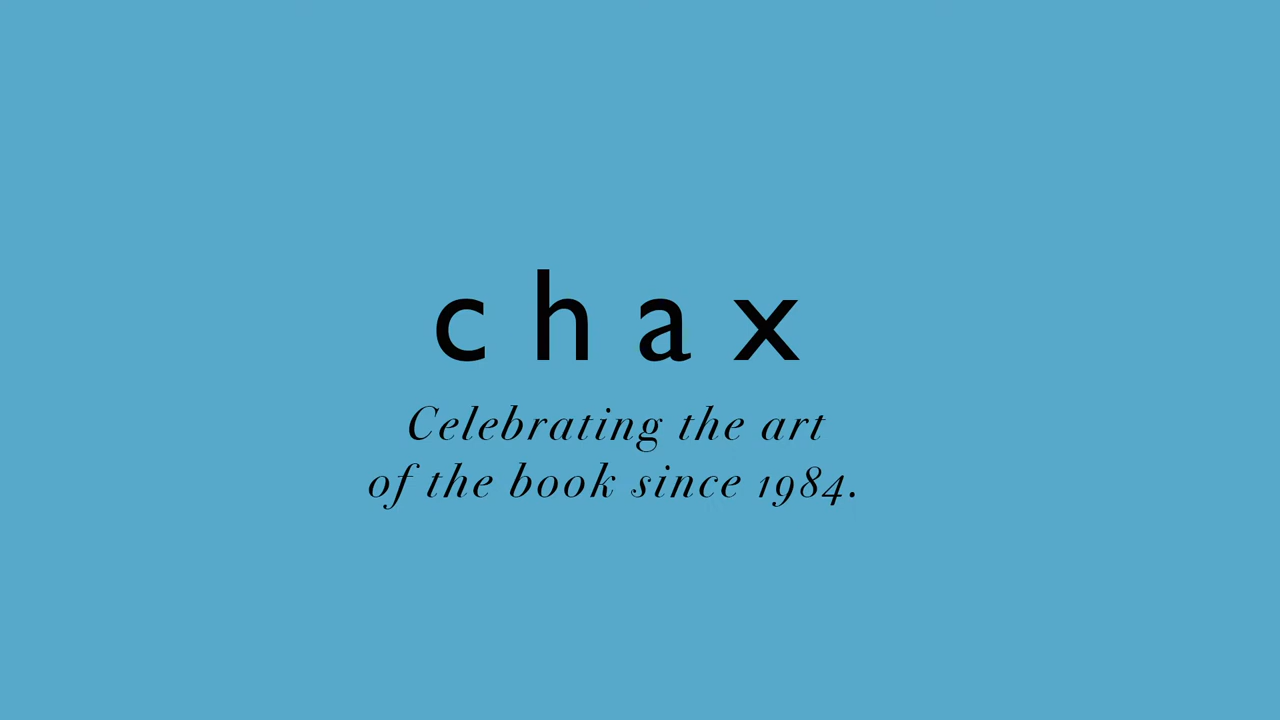 chax
Celebrating the art
of the book since 1984.